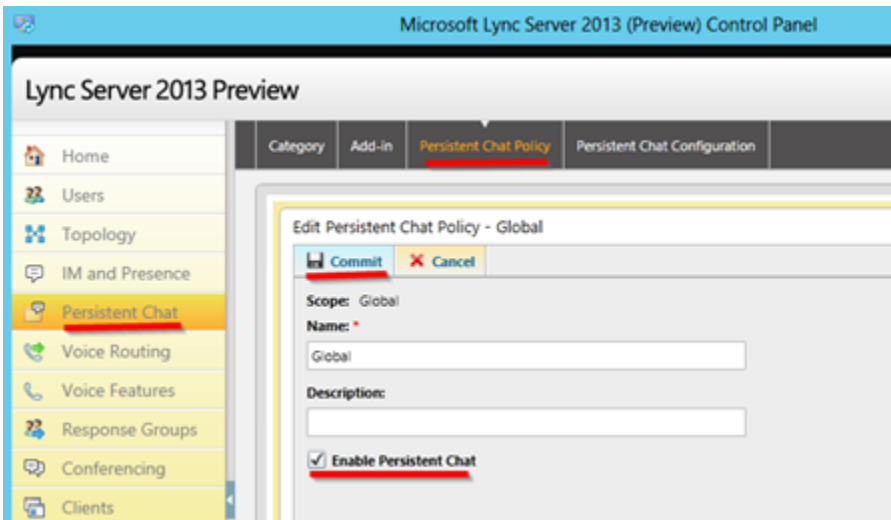 Microsoft Lync Server 2013 (Preview) Control Panel
Lync Server 2013 Preview
Home
Users
Topology
IM and Presence
Persistent Chat
Voice Routing
Voice Features
Response Groups
Conferencing
Clients
Category Add-in Persistent Chat Policy Persistent Chat Configuration
Edit Persistent Chat Policy - Global
Commit Cancel
Scope: Global
Name: *
Global
Description:
Enable Persistent Chat